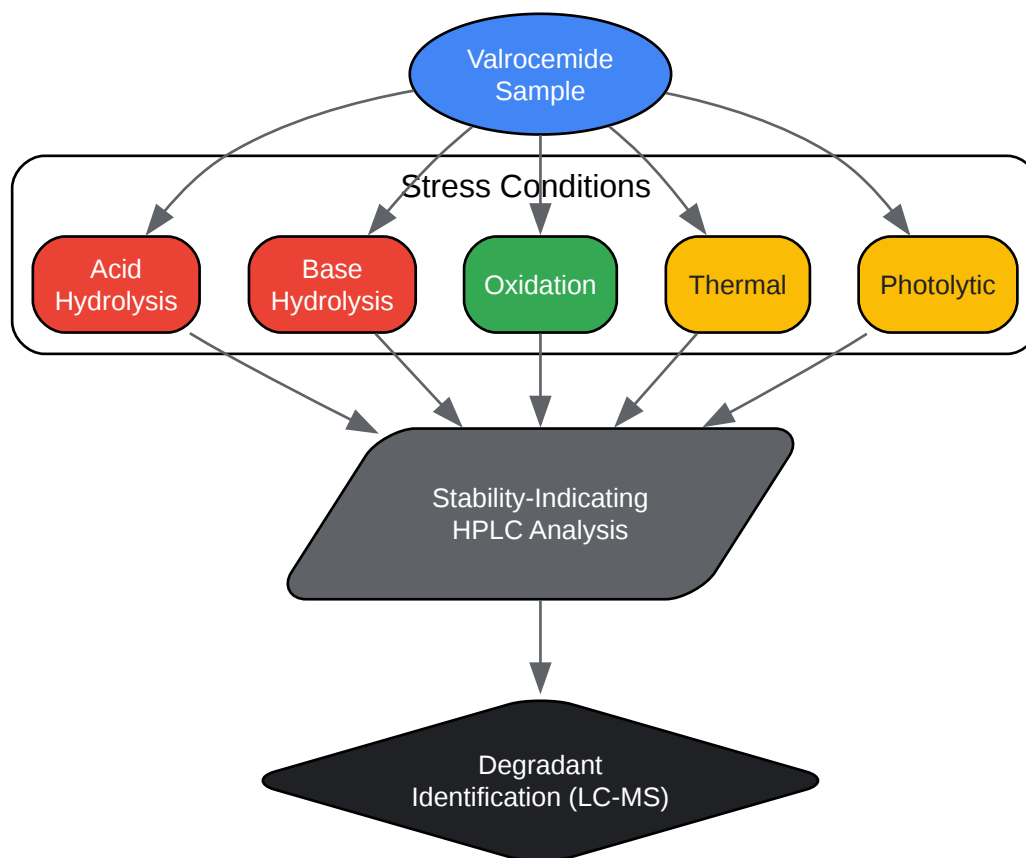 Valrocemide
Sample
Stress Conditions
Acid
Hydrolysis
Base
Hydrolysis
Oxidation
Thermal
Photolytic
Stability-Indicating
HPLC Analysis
Degradant
Identification (LC-MS)